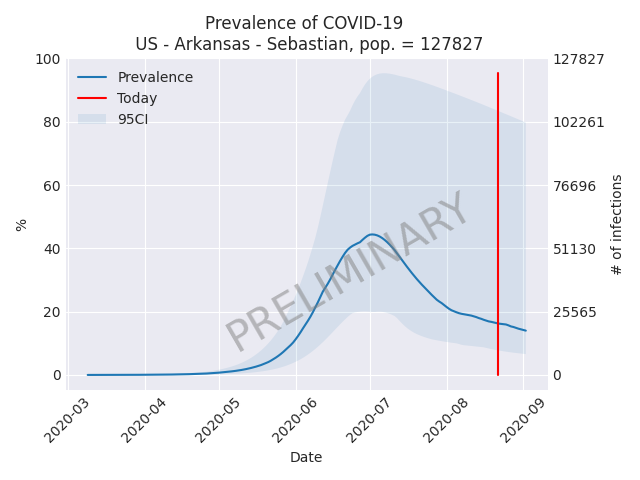 Prevalence of COVID-19
US - Arkansas - Sebastian, pop. = 127827
100
80
60
40
20
0
%
127827
102261
76696
51130
25565
0
# of infections
Prevalence
Today
95CI
PRELIMINARY
2020-03
2020-04
2020-05
2020-06
2020-07
2020-08
2020-09
Date